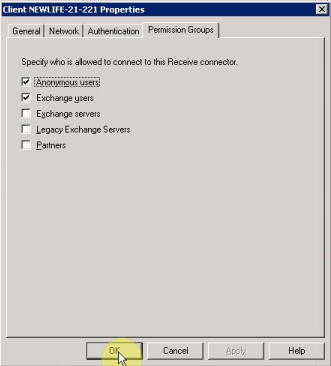 Client NEWLIFE-21-221 Properties
General Network Authentication Permission Groups
Specify who is allowed to connect to this Receive connector.
Anonymous users
Exchange users
Exchange servers
Legacy Exchange Servers
Partners
OK Cancel Apply Help